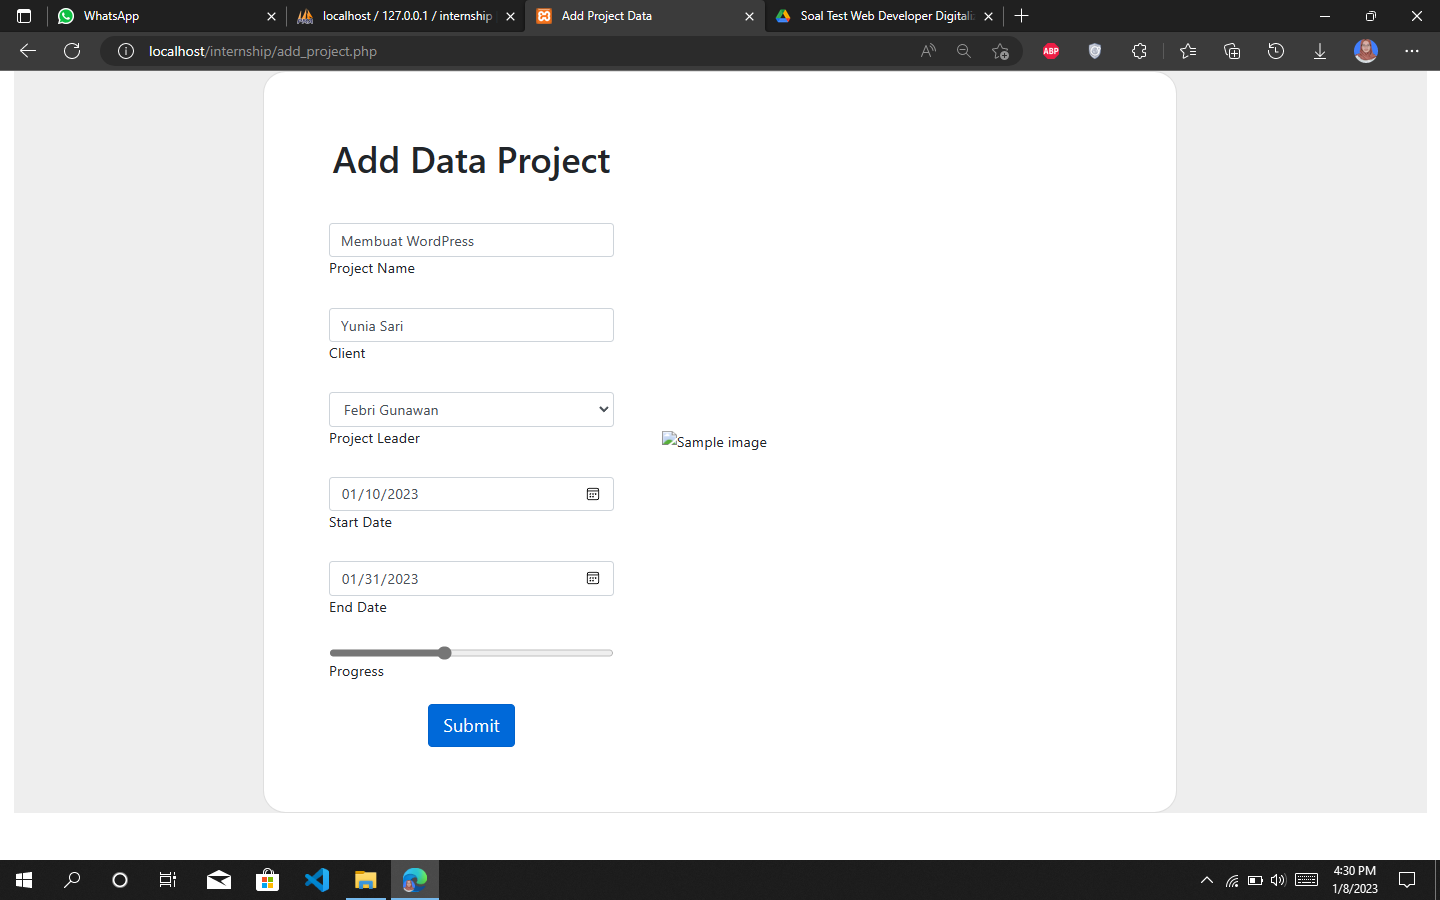 WhatsApp
localhost / 127.0.0.1 / internship
Add Project Data
Soal Test Web Developer Digitali
localhost/internship/add_project.php
ABP
Add Data Project
Membuat WordPress
Project Name
Yunia Sari
Client
Febri Gunawan
Project Leader
Sample image
01/10/2023
Start Date
01/31/2023
End Date
Progress
Submit
4:30 PM
1/8/2023